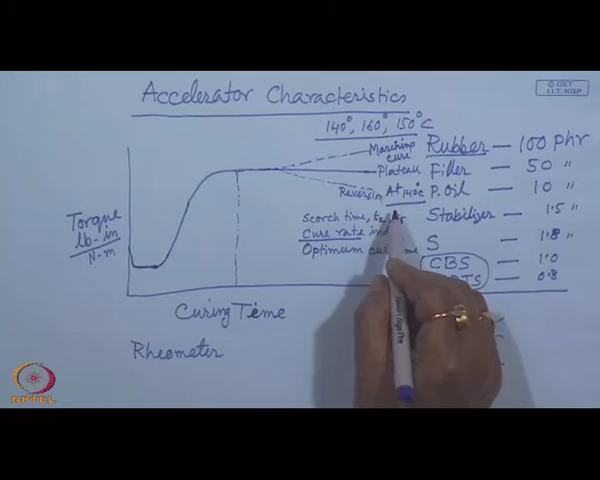 © CET
I.I.T. KGP
Accelerator Characteristics
140°, 160°, 150°C
Marching cure
Plateau
Reversion At 140°C
Torque
lb-in
N-m
Scorch time,
Cure rate
Optimum
Curing Time
Rheometer
Rubber — 100 Phr
Filler — 50 "
P. Oil — 10 "
Stabilizer — 1.5 "
S — 1.8 "
CBS — 1.0
TS — 0.8
NPTEL